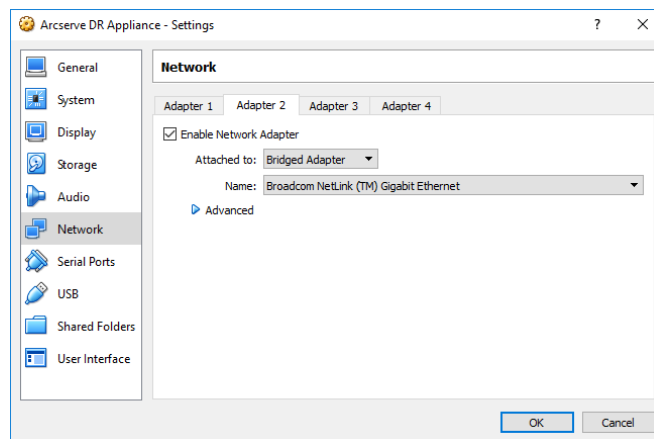 Arcserve DR Appliance - Settings
General
System
Display
Storage
Audio
Network
Serial Ports
USB
Shared Folders
User Interface
Network
Adapter 1 Adapter 2 Adapter 3 Adapter 4
Enable Network Adapter
Attached to: Bridged Adapter
Name: Broadcom NetLink (TM) Gigabit Ethernet
Advanced
OK Cancel